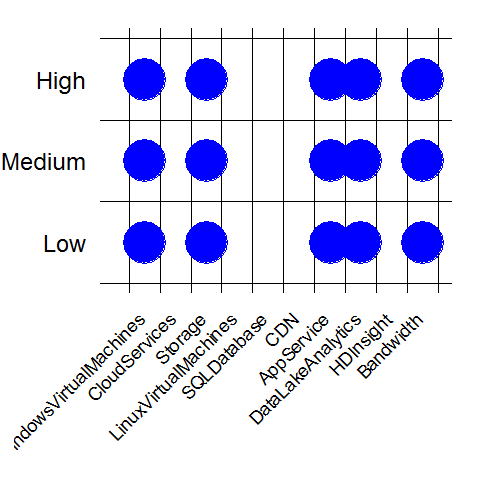 High
Medium
Low
ndowsVirtualMachines
CloudServices
Storage
LinuxVirtualMachines
SQLDatabase
CDN
AppService
DataLakeAnalytics
HDInsight
Bandwidth